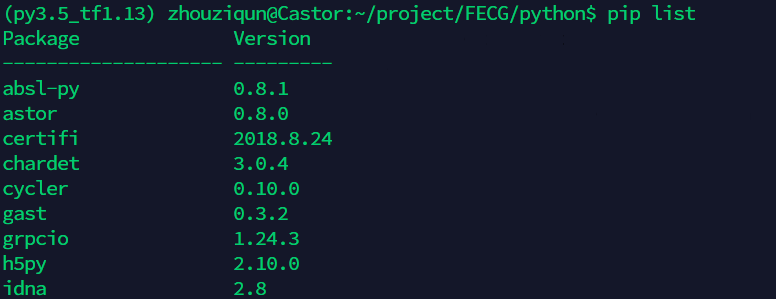 (py3.5_tf1.13) zhouziqun@Castor:~/project/FECG/python$ pip list
Package Version
-------------------- ---------
absl-py 0.8.1
astor 0.8.0
certifi 2018.8.24
chardet 3.0.4
cycler 0.10.0
gast 0.3.2
grpcio 1.24.3
h5py 2.10.0
idna 2.8